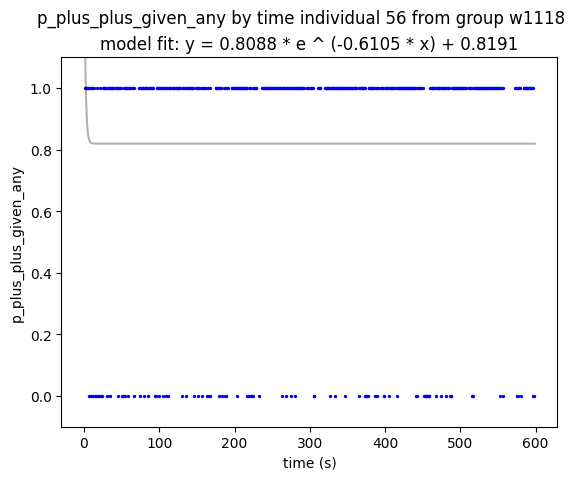 p_plus_plus_given_any by time individual 56 from group w1118
model fit: y = 0.8088 * e ^ (-0.6105 * x) + 0.8191
1.0
0.8
0.6
0.4
0.2
0.0
p_plus_plus_given_any
0 100 200 300 400 500 600
time (s)